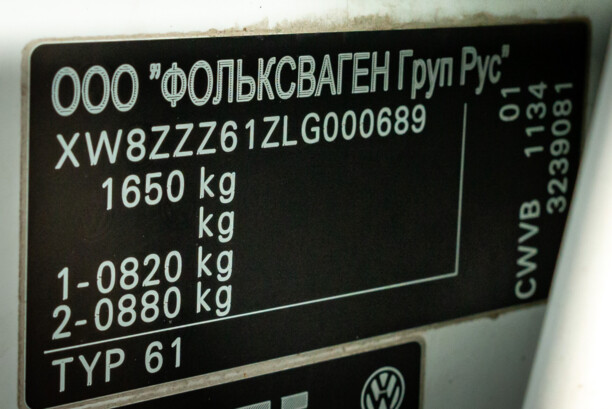 ООО "ФОЛЬКСВАГЕН Груп Рус"
XW8ZZZ61ZLG000689
1650 kg
kg
1-0820 kg
2-0880 kg
TYP 61
01
CWVB 1134
3239081